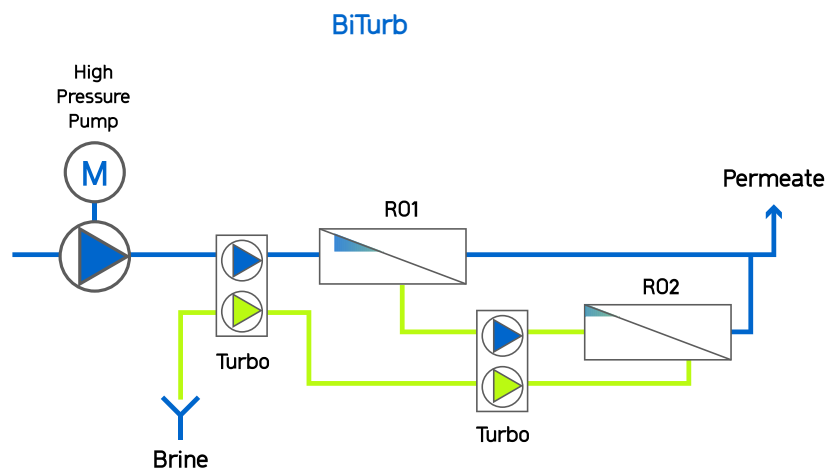 BiTurb
High
Pressure
Pump
M
Permeate
RO1
RO2
Turbo
Turbo
Brine